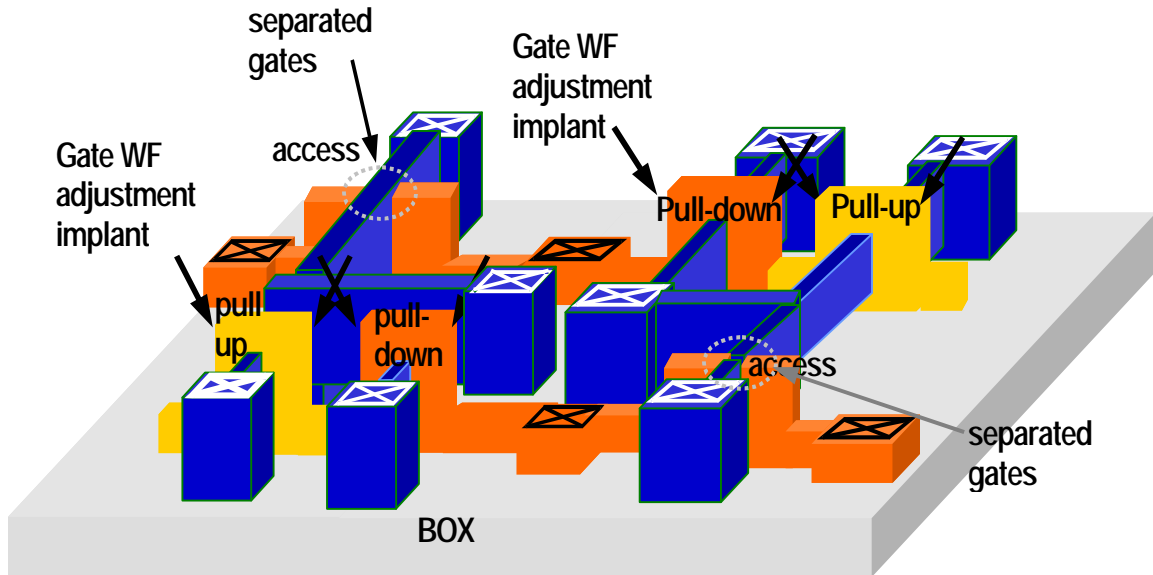 separated
gates
Gate WF
adjustment
implant
access
Gate WF
adjustment
implant
Pull-down
Pull-up
pull
up
pull-
down
access
separated
gates
BOX